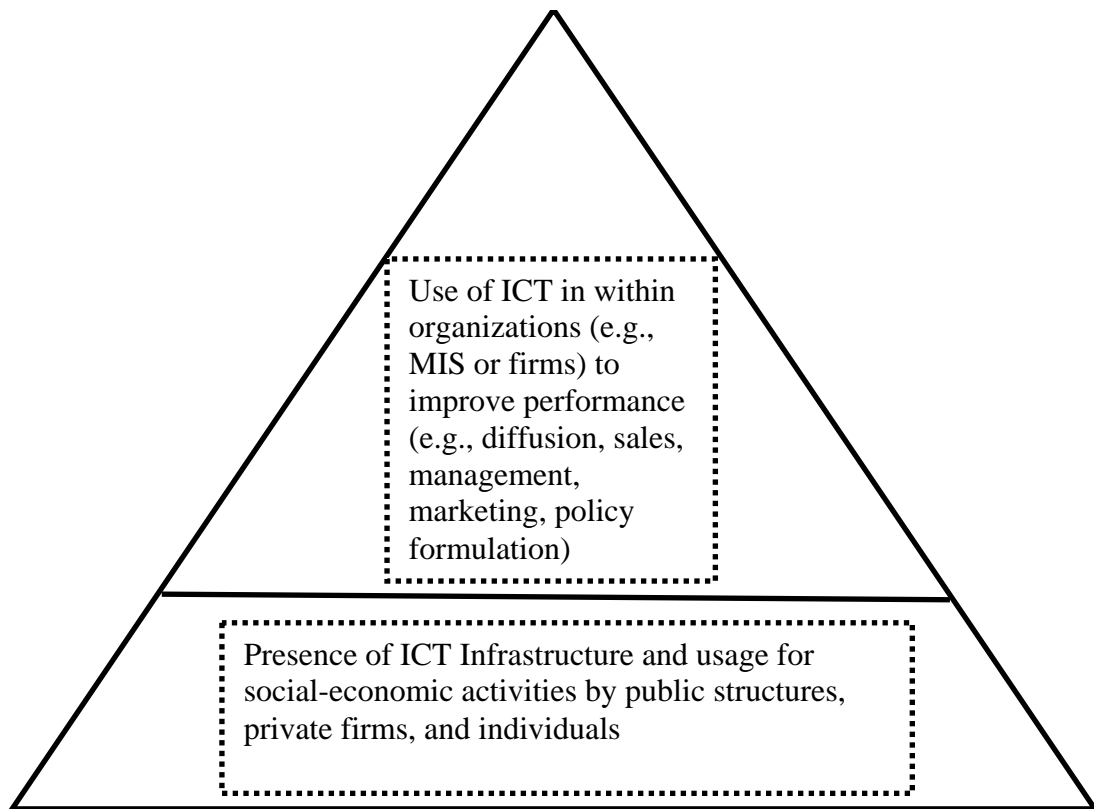 Use of ICT in within
organizations (e.g.,
MIS or firms) to
improve performance
(e.g., diffusion, sales,
management,
marketing, policy
formulation)
Presence of ICT Infrastructure and usage for
social-economic activities by public structures,
private firms, and individuals